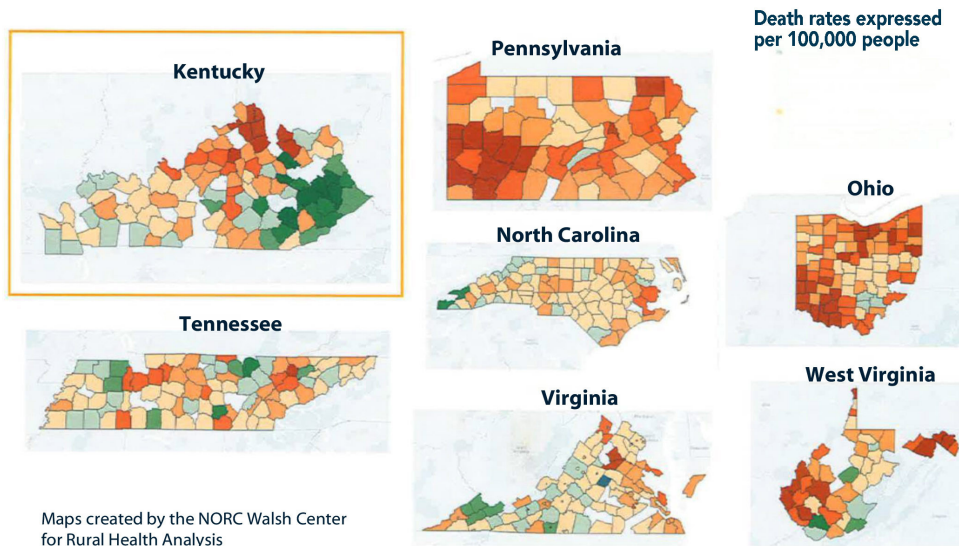 Death rates expressed
per 100,000 people
Pennsylvania
Kentucky
Ohio
North Carolina
Tennessee
West Virginia
Virginia
Maps created by the NORC Walsh Center
for Rural Health Analysis